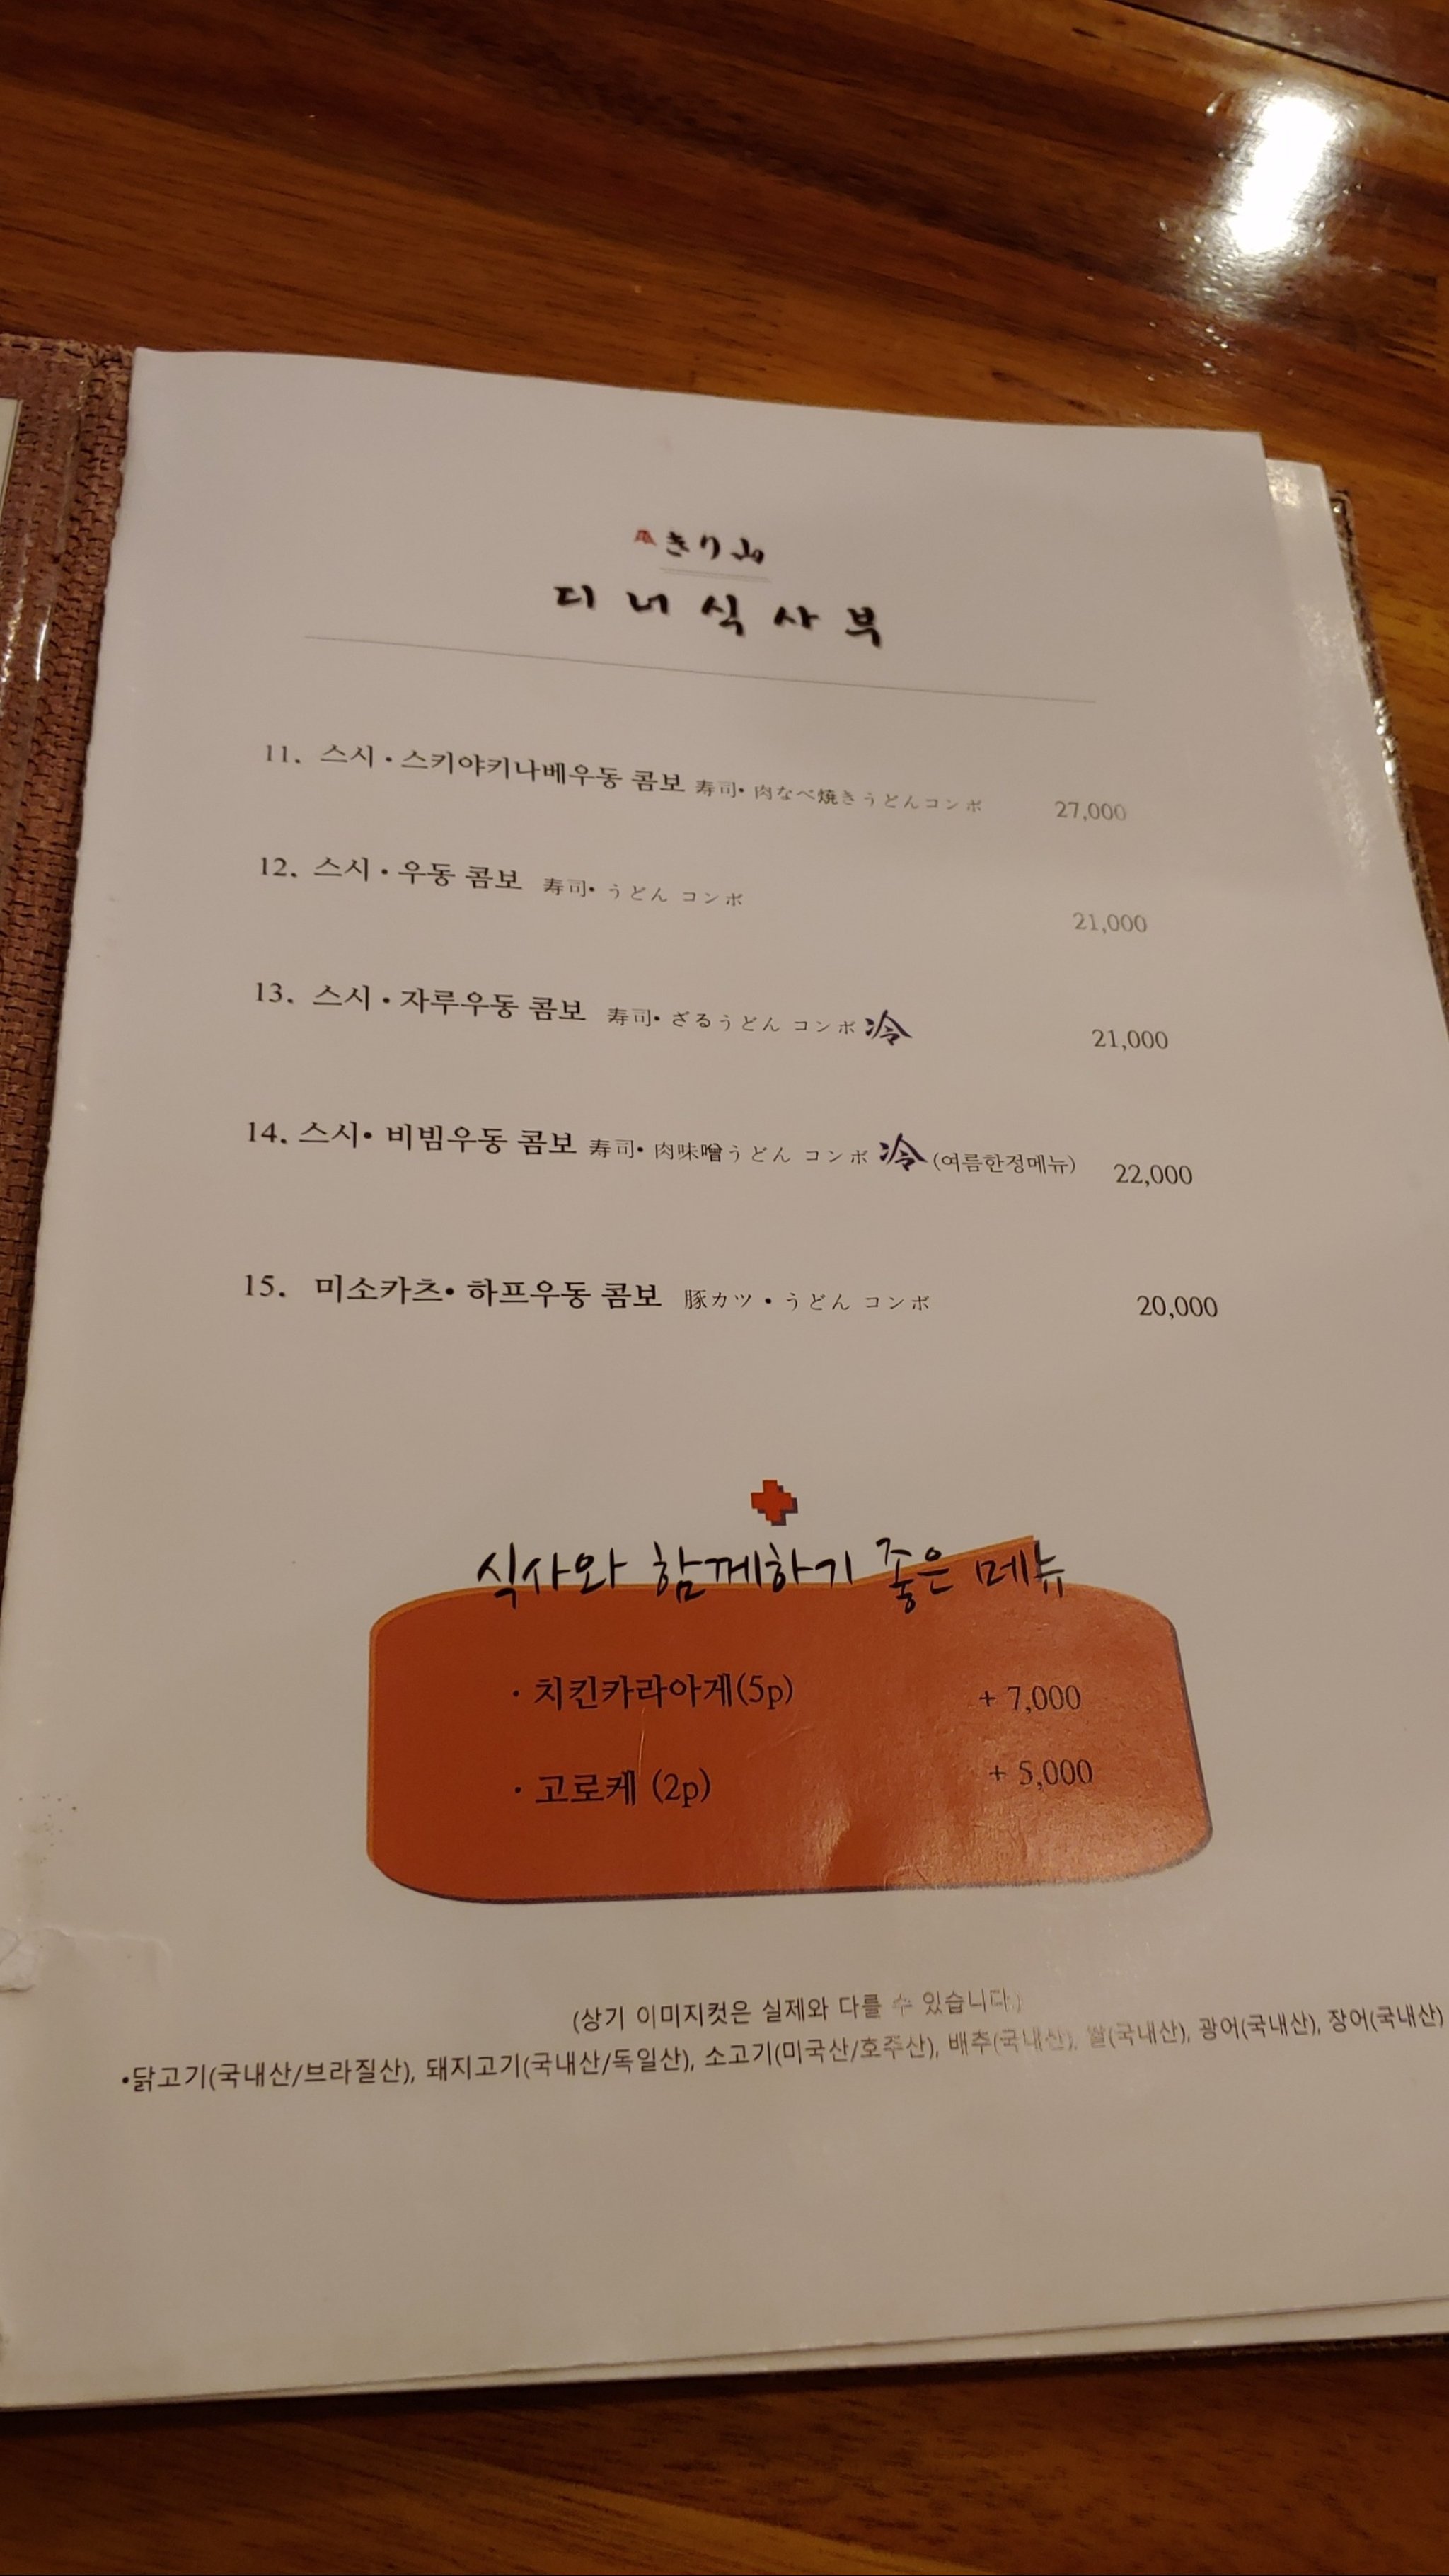 きり山
디너식사부
11. 스시・스키야키나베우동 콤보 寿司・肉なべ焼きうどんコンボ 27,000
12. 스시・우동 콤보 寿司・うどん コンボ 21,000
13. 스시・자루우동 콤보 寿司・ざるうどん コンボ 冷 21,000
14. 스시・비빔우동 콤보 寿司・肉味噌うどん コンボ 冷 (여름한정메뉴) 22,000
15. 미소카츠・하프우동 콤보 豚カツ・うどん コンボ 20,000
식사와 함께하기 좋은 메뉴
・치킨카라아게(5p) + 7,000
・고로케 (2p) + 5,000
(상기 이미지컷은 실제와 다를 수 있습니다.)
•닭고기(국내산/브라질산), 돼지고기(국내산/독일산), 소고기(미국산/호주산), 배추(국내산), 쌀(국내산), 광어(국내산), 장어(국내산)